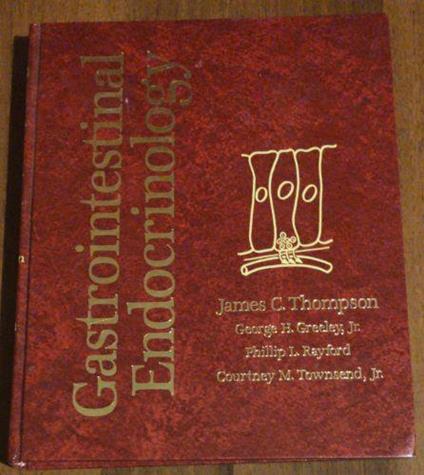 Gastrointestinal
Endocrinology
James C. Thompson
George H. Greeley, Jr.
Phillip L. Rayford
Courtney M. Townsend, Jr.